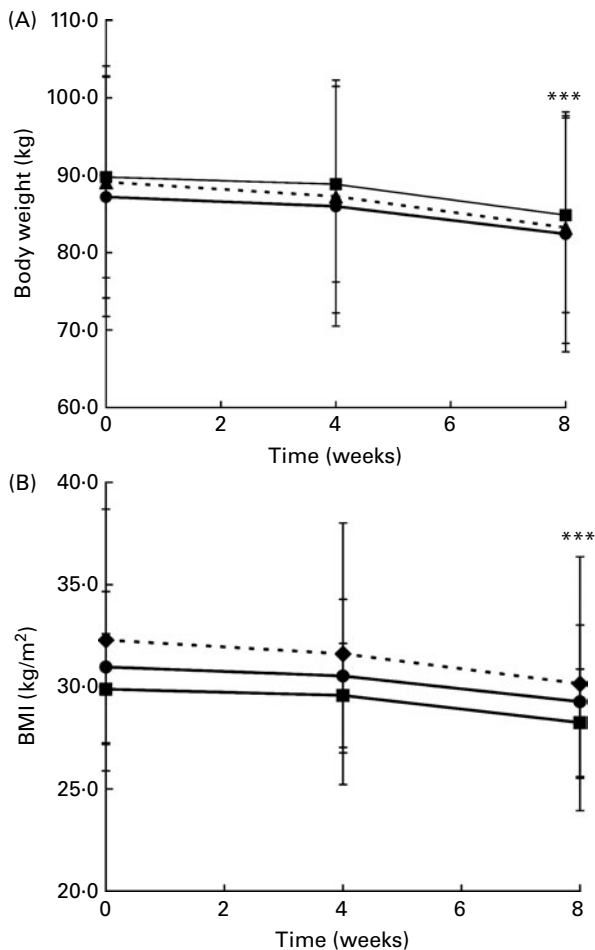 (A)
110·0
100·0
90·0
80·0
70·0
60·0
Body weight (kg)
***
0 2 4 6 8
Time (weeks)
(B)
40·0
35·0
30·0
25·0
20·0
BMI (kg/m²)
***
0 2 4 6 8
Time (weeks)